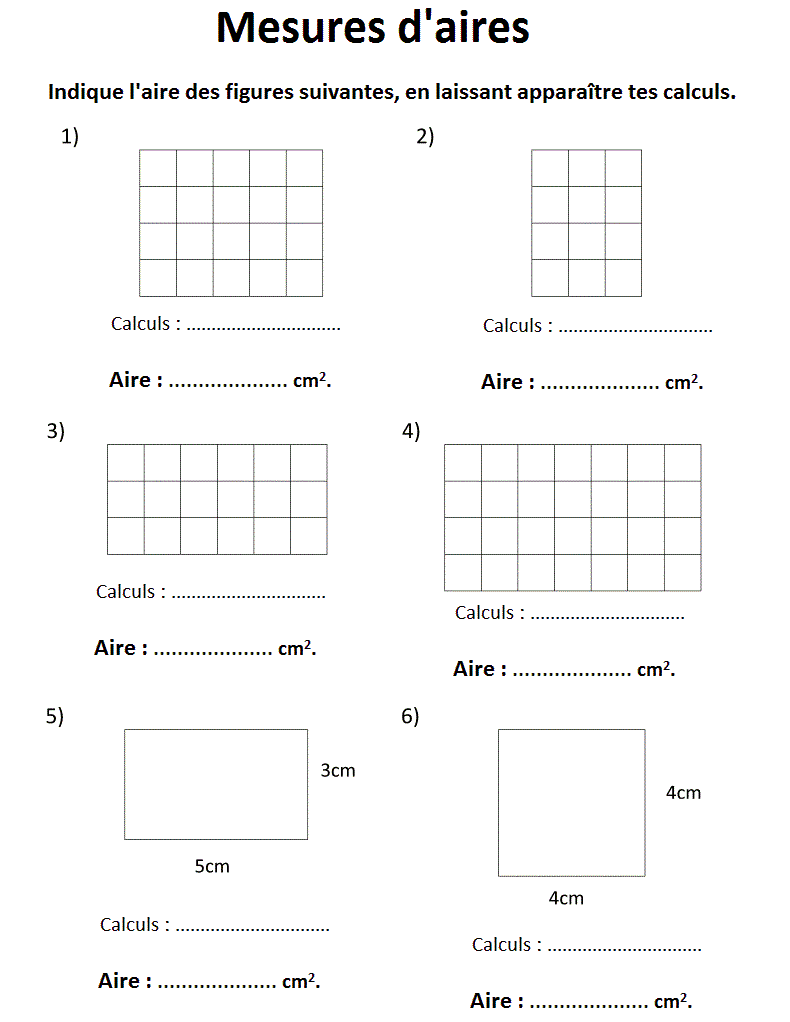 Mesures d'aires
Indique l'aire des figures suivantes, en laissant apparaître tes calculs.
1)
Calculs : ...............................
Aire : .................... cm².
2)
Calculs : ...............................
Aire : .................... cm².
3)
Calculs : ...............................
Aire : .................... cm².
4)
Calculs : ...............................
Aire : .................... cm².
5)
3cm
5cm
Calculs : ...............................
Aire : .................... cm².
6)
4cm
4cm
Calculs : ...............................
Aire : .................... cm².